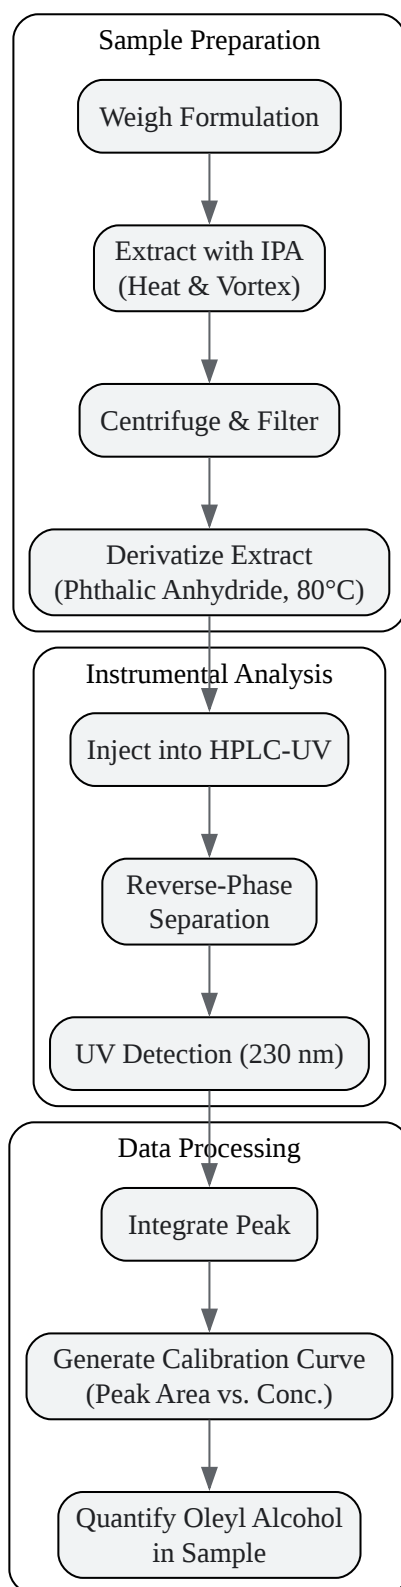 Sample Preparation
Weigh Formulation
Extract with IPA
(Heat & Vortex)
Centrifuge & Filter
Derivatize Extract
(Phthalic Anhydride, 80°C)
Instrumental Analysis
Inject into HPLC-UV
Reverse-Phase
Separation
UV Detection (230 nm)
Data Processing
Integrate Peak
Generate Calibration Curve
(Peak Area vs. Conc.)
Quantify Oleyl Alcohol
in Sample